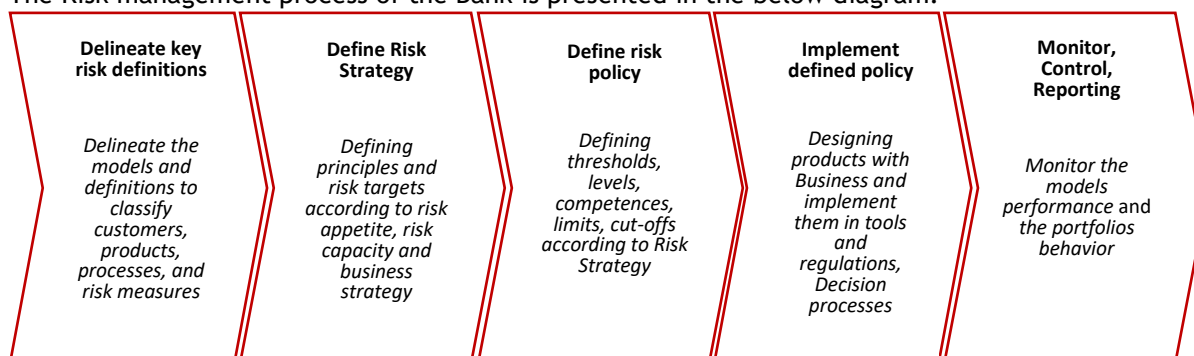 The Risk management process of the Bank is presented in the below diagram.
Delineate key
risk definitions
Delineate the
models and
definitions to
classify
customers,
products,
processes, and
risk measures
Define Risk
Strategy
Defining
principles and
risk targets
according to risk
appetite, risk
capacity and
business
strategy
Define risk
policy
Defining
thresholds,
levels,
competences,
limits, cut-offs
according to Risk
Strategy
Implement
defined policy
Designing
products with
Business and
implement
them in tools
and
regulations,
Decision
processes
Monitor,
Control,
Reporting
Monitor the
models
performance and
the portfolios
behavior